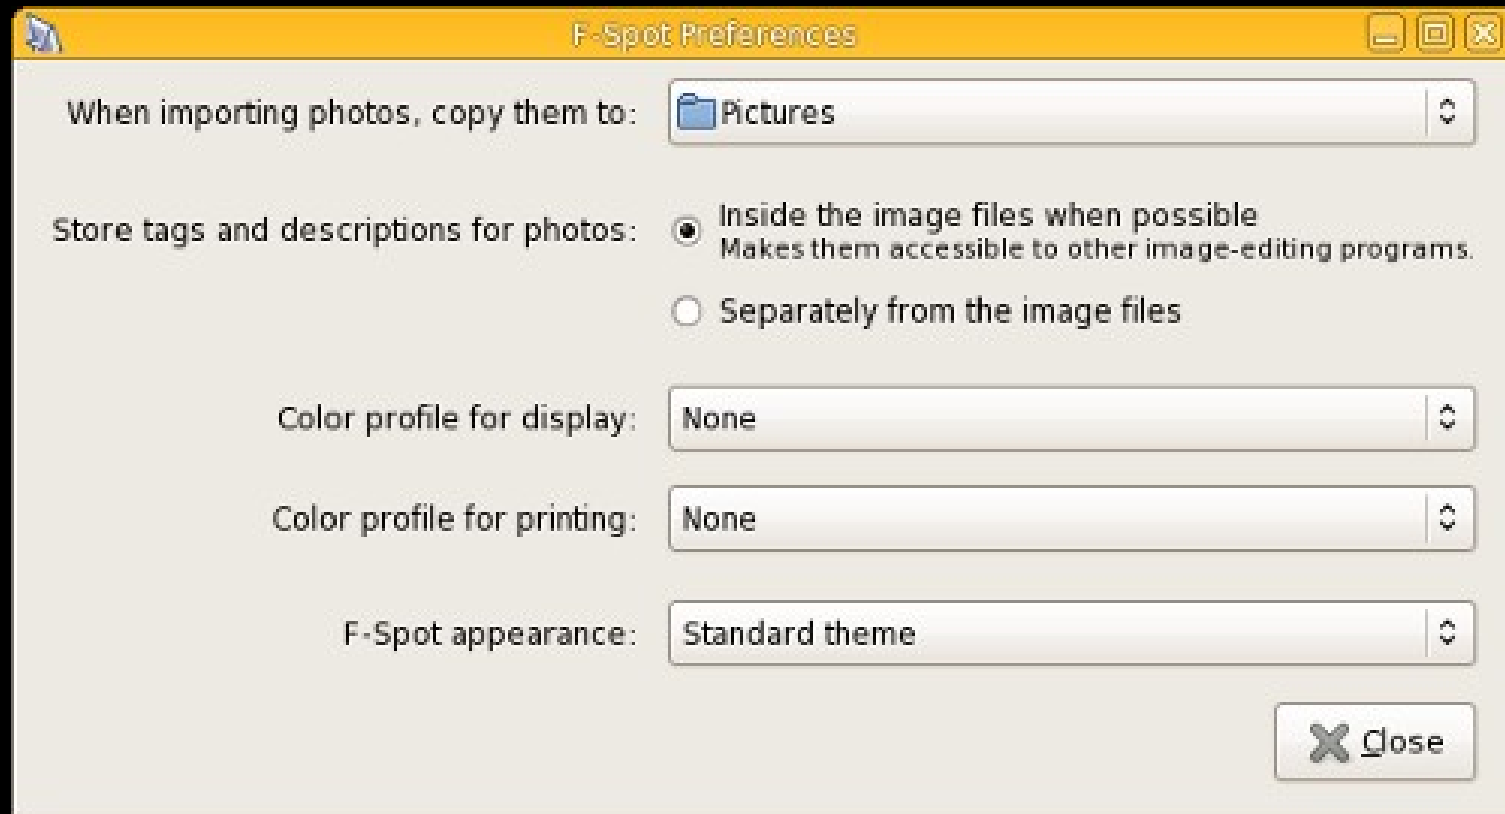 F-Spot Preferences
When importing photos, copy them to: Pictures
Store tags and descriptions for photos: Inside the image files when possible
Makes them accessible to other image-editing programs.
Separately from the image files
Color profile for display: None
Color profile for printing: None
F-Spot appearance: Standard theme
Close